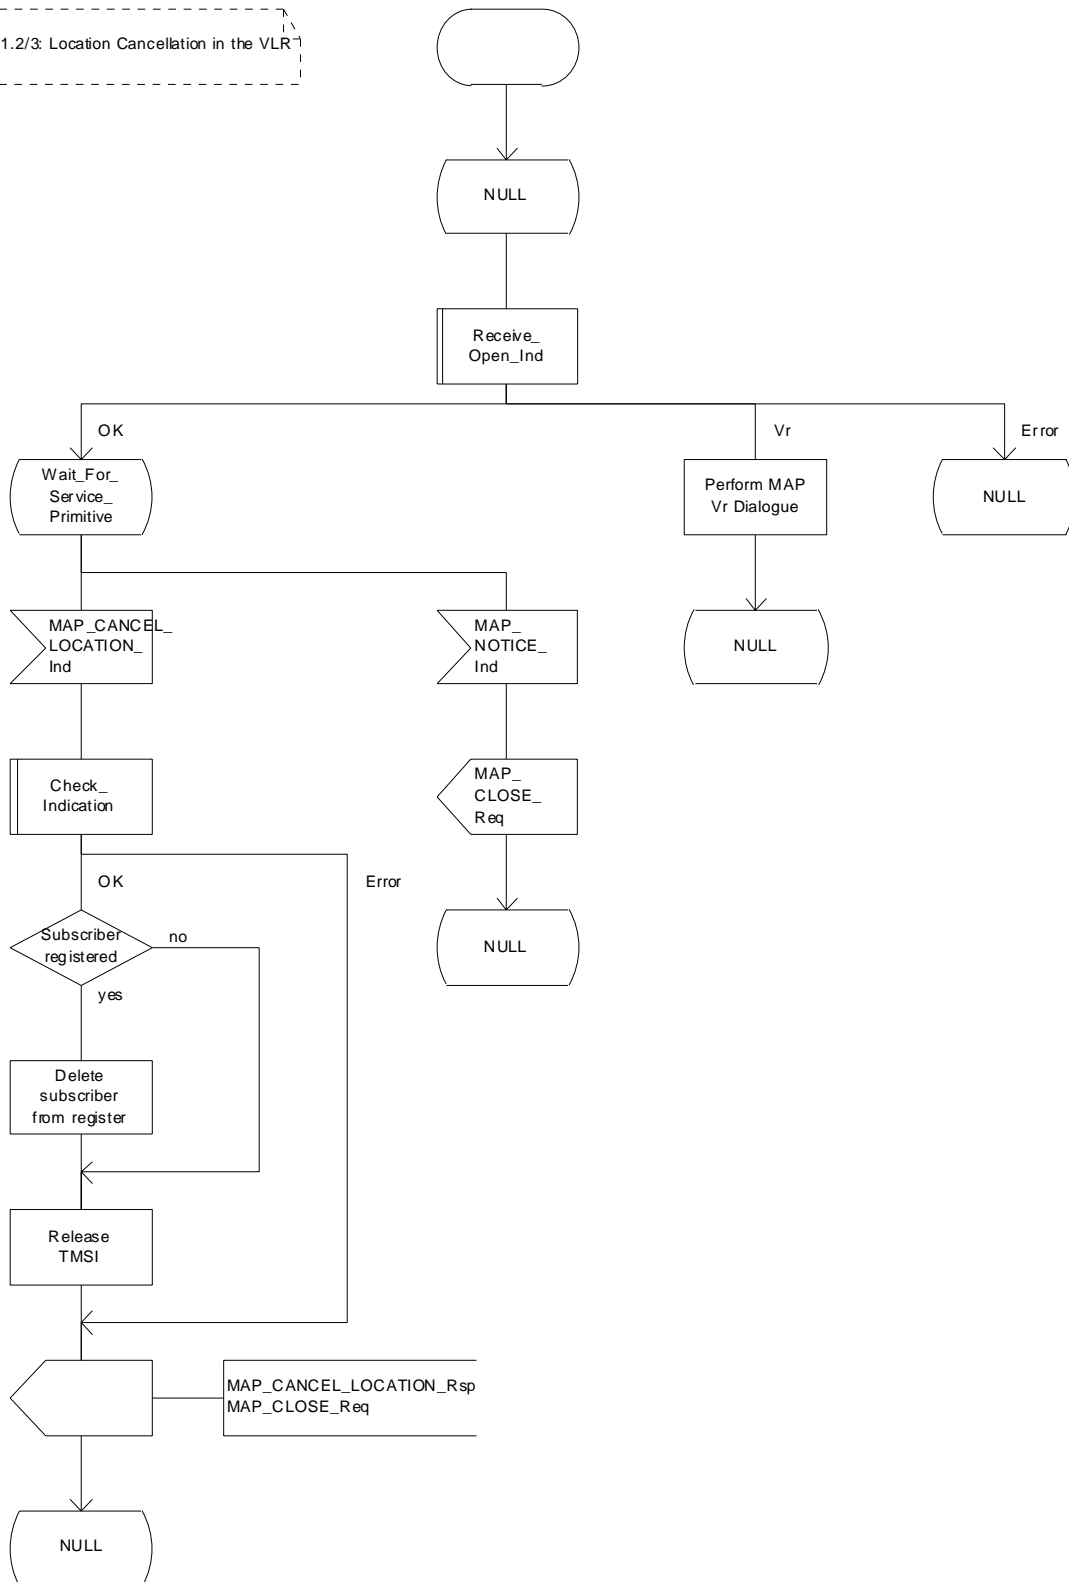 1.2/3: Location Cancellation in the VLR
NULL
Receive_
Open_Ind
OK
Vr
Error
Wait_For_
Service_
Primitive
Perform MAP
Vr Dialogue
NULL
MAP_CANCEL_
LOCATION_
Ind
MAP_
NOTICE_
Ind
NULL
Check_
Indication
MAP_
CLOSE_
Req
OK
Error
Subscriber
registered
no
yes
NULL
Delete
subscriber
from register
Release
TMSI
MAP_CANCEL_LOCATION_Rsp
MAP_CLOSE_Req
NULL